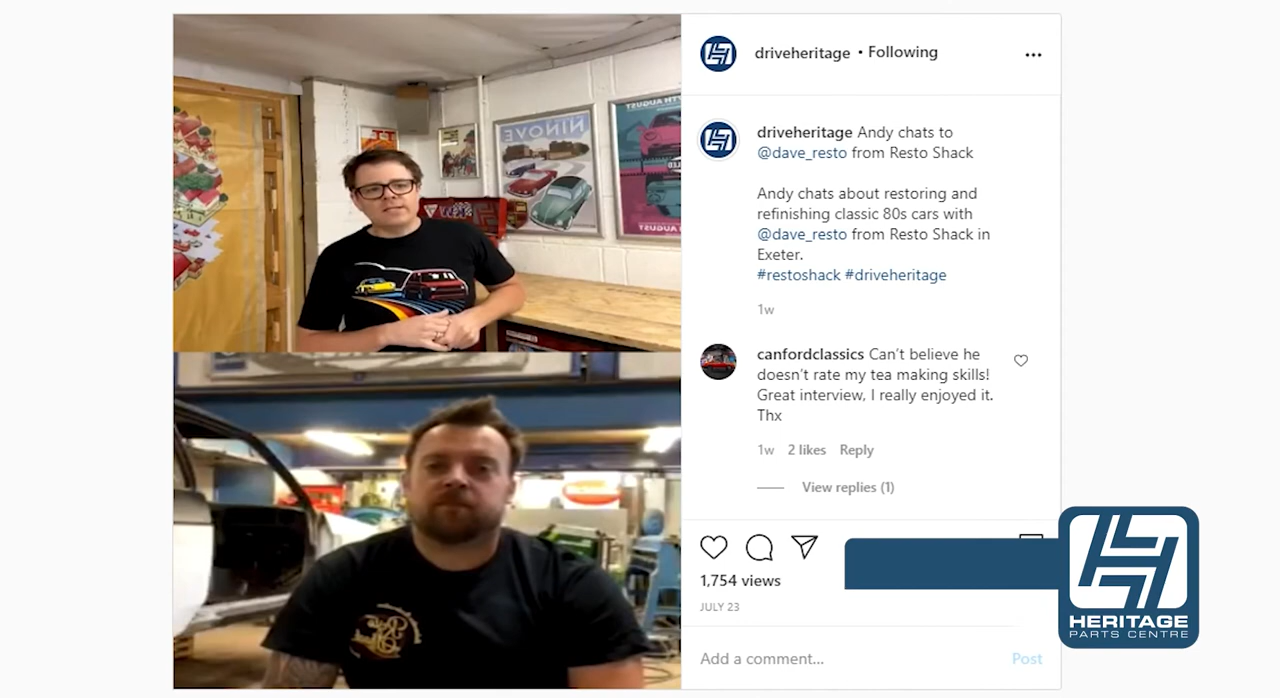 driveheritage • Following
driveheritage Andy chats to
@dave_resto from Resto Shack
Andy chats about restoring and
refinishing classic 80s cars with
@dave_resto from Resto Shack in
Exeter.
#restoshack #driveheritage
1w
canfordclassics Can't believe he
doesn't rate my tea making skills!
Great interview, I really enjoyed it.
Thx
1w 2 likes Reply
View replies (1)
1,754 views
JULY 23
Add a comment... Post
NINOVE
HERITAGE
PARTS CENTRE